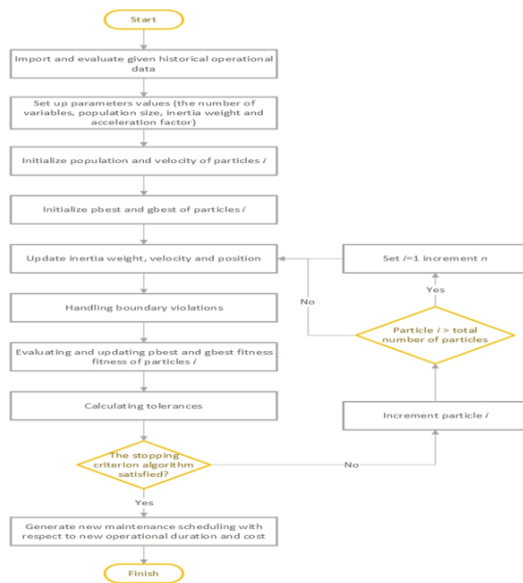 Start
Import and evaluate given historical operational
data
Set up parameters values (the number of
variables, population size, inertia weight and
acceleration factor)
Initialize population and velocity of particles i
Initialize pbest and gbest of particles i
Update inertia weight, velocity and position
Handling boundary violations
Evaluating and updating pbest and gbest fitness
fitness of particles i
Calculating tolerances
The stopping
criterion algorithm
satisfied?
Yes
Generate new maintenance scheduling with
respect to new operational duration and cost
Finish
No
Increment particle i
Particle i > total
number of particles
No
Yes
Set i=1 increment n